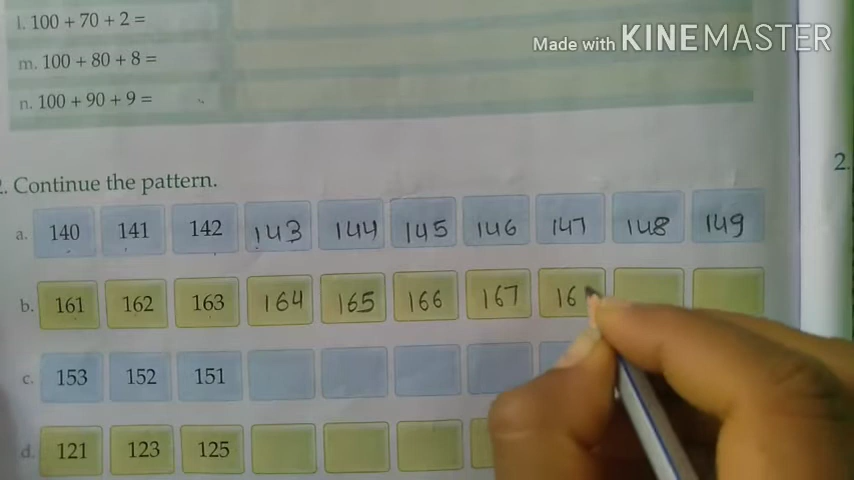 l. 100 + 70 + 2 =
Made with KINEMASTER
m. 100 + 80 + 8 =
n. 100 + 90 + 9 =
2.
. Continue the pattern.
a. 140 141 142 143 144 145 146 147 148 149
b. 161 162 163 164 165 166 167 16
c. 153 152 151
d. 121 123 125